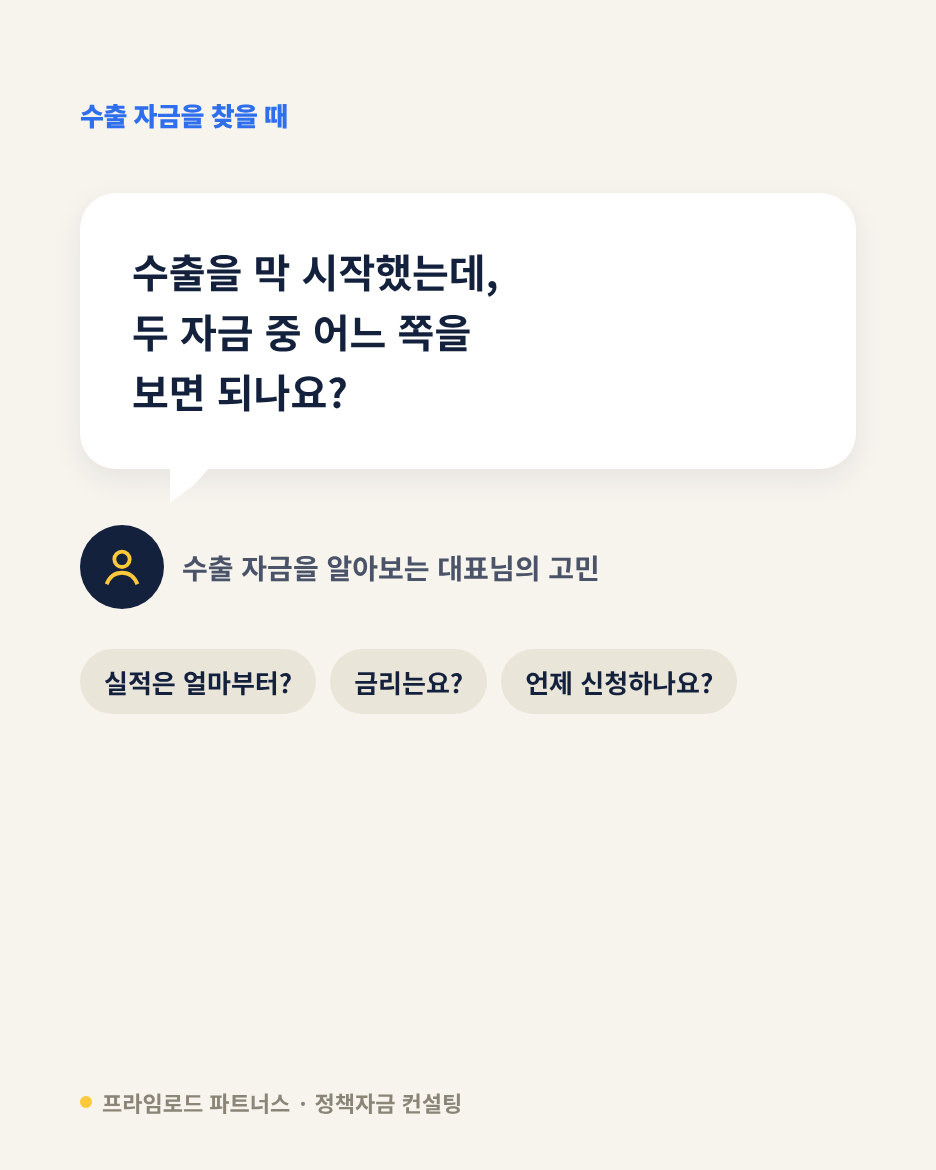 수출 자금을 찾을 때
수출을 막 시작했는데,
두 자금 중 어느 쪽을
보면 되나요?
수출 자금을 알아보는 대표님의 고민
실적은 얼마부터? 금리는요? 언제 신청하나요?
프라임로드 파트너스 · 정책자금 컨설팅